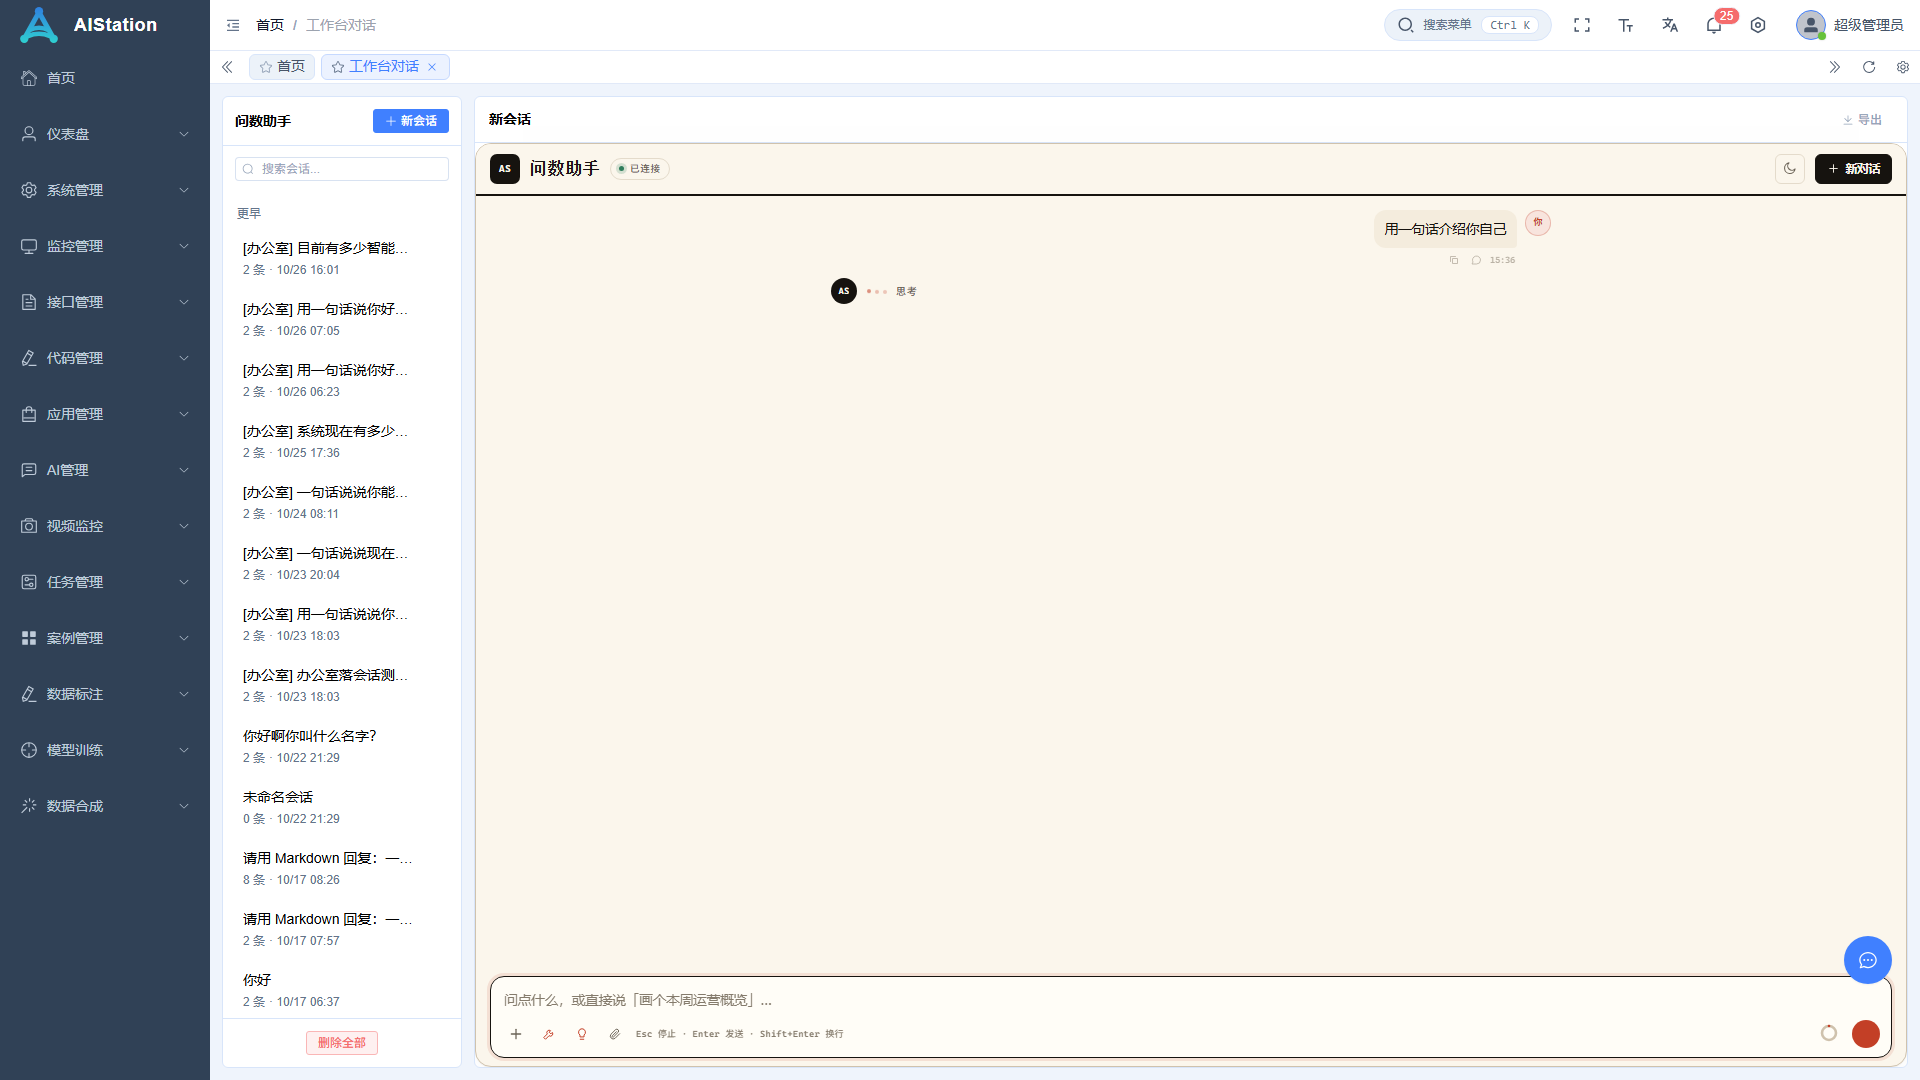 AIStation
首页 / 工作台对话
搜索菜单 Ctrl K
25
超级管理员
首页
工作台对话
首页
仪表盘
系统管理
监控管理
接口管理
代码管理
应用管理
AI管理
视频监控
任务管理
案例管理
数据标注
模型训练
数据合成
问数助手
新会话
搜索会话...
更早
[办公室] 目前有多少智能...
2 条 · 10/26 16:01
[办公室] 用一句话说你好...
2 条 · 10/26 07:05
[办公室] 用一句话说你好...
2 条 · 10/26 06:23
[办公室] 系统现在有多少...
2 条 · 10/25 17:36
[办公室] 一句话说说你能...
2 条 · 10/24 08:11
[办公室] 一句话说说现在...
2 条 · 10/23 20:04
[办公室] 用一句话说说你...
2 条 · 10/23 18:03
[办公室] 办公室落会话测...
2 条 · 10/23 18:03
你好啊你叫什么名字？
2 条 · 10/22 21:29
未命名会话
0 条 · 10/22 21:29
请用 Markdown 回复：一...
8 条 · 10/17 08:26
请用 Markdown 回复：一...
2 条 · 10/17 07:57
你好
2 条 · 10/17 06:37
删除全部
新会话
导出
AS 问数助手 已连接
新对话
用一句话介绍你自己
你
15:36
AS 思考
问点什么，或直接说「画个本周运营概览」...
Esc 停止 · Enter 发送 · Shift+Enter 换行